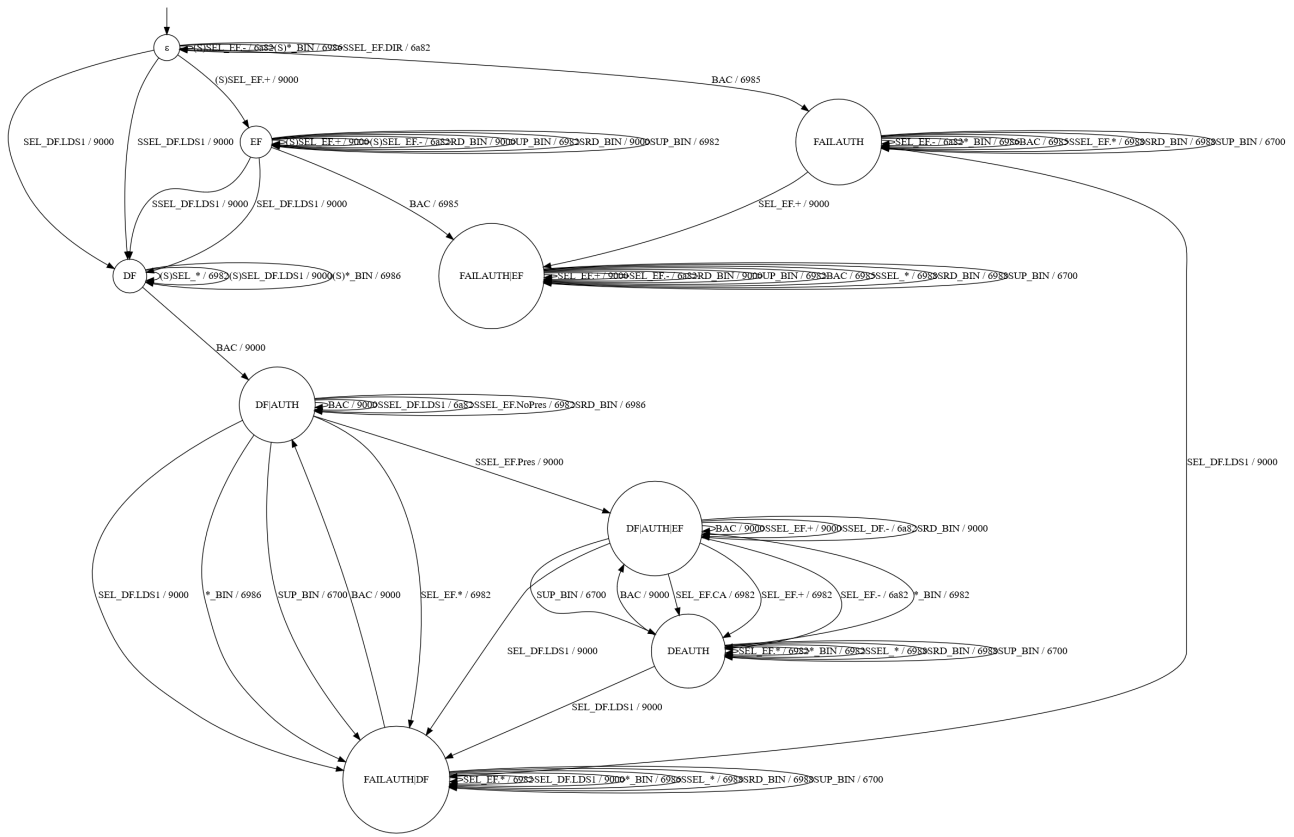 ε
(S)SEL_EF.- / 6a82
(S)*_BIN / 6986
SSEL_EF.DIR / 6a82
(S)SEL_EF.+ / 9000
BAC / 6985
SEL_DF.LDS1 / 9000
SSEL_DF.LDS1 / 9000
EF
(S)SEL_EF.+ / 9000
(S)SEL_EF.- / 6a82
RD_BIN / 9000
UP_BIN / 6982
SRD_BIN / 9000
SUP_BIN / 6982
FAILAUTH
SEL_EF.- / 6a82
*_BIN / 6986
BAC / 6985
SSEL_EF.* / 6988
SRD_BIN / 6988
SUP_BIN / 6700
SSEL_DF.LDS1 / 9000
SEL_DF.LDS1 / 9000
BAC / 6985
SEL_EF.+ / 9000
DF
(S)SEL_* / 6982
(S)SEL_DF.LDS1 / 9000
(S)*_BIN / 6986
FAILAUTH|EF
SEL_EF.+ / 9000
SEL_EF.- / 6a82
RD_BIN / 9000
UP_BIN / 6982
BAC / 6985
SSEL_* / 6988
SRD_BIN / 6988
SUP_BIN / 6700
BAC / 9000
DF|AUTH
BAC / 9000
SSEL_DF.LDS1 / 6a82
SSEL_EF.NoPres / 6982
SRD_BIN / 6986
SSEL_EF.Pres / 9000
SEL_DF.LDS1 / 9000
DF|AUTH|EF
BAC / 9000
SSEL_EF.+ / 9000
SSEL_DF.- / 6a82
SRD_BIN / 9000
SEL_DF.LDS1 / 9000
*_BIN / 6986
SUP_BIN / 6700
BAC / 9000
SEL_EF.* / 6982
SUP_BIN / 6700
BAC / 9000
SEL_EF.CA / 6982
SEL_EF.+ / 6982
SEL_EF.- / 6a82
*_BIN / 6982
SEL_DF.LDS1 / 9000
DEAUTH
SEL_EF.* / 6982
*_BIN / 6982
SSEL_* / 6988
SRD_BIN / 6988
SUP_BIN / 6700
SEL_DF.LDS1 / 9000
FAILAUTH|DF
SEL_EF.* / 6982
SEL_DF.LDS1 / 9000
*_BIN / 6986
SSEL_* / 6988
SRD_BIN / 6988
SUP_BIN / 6700